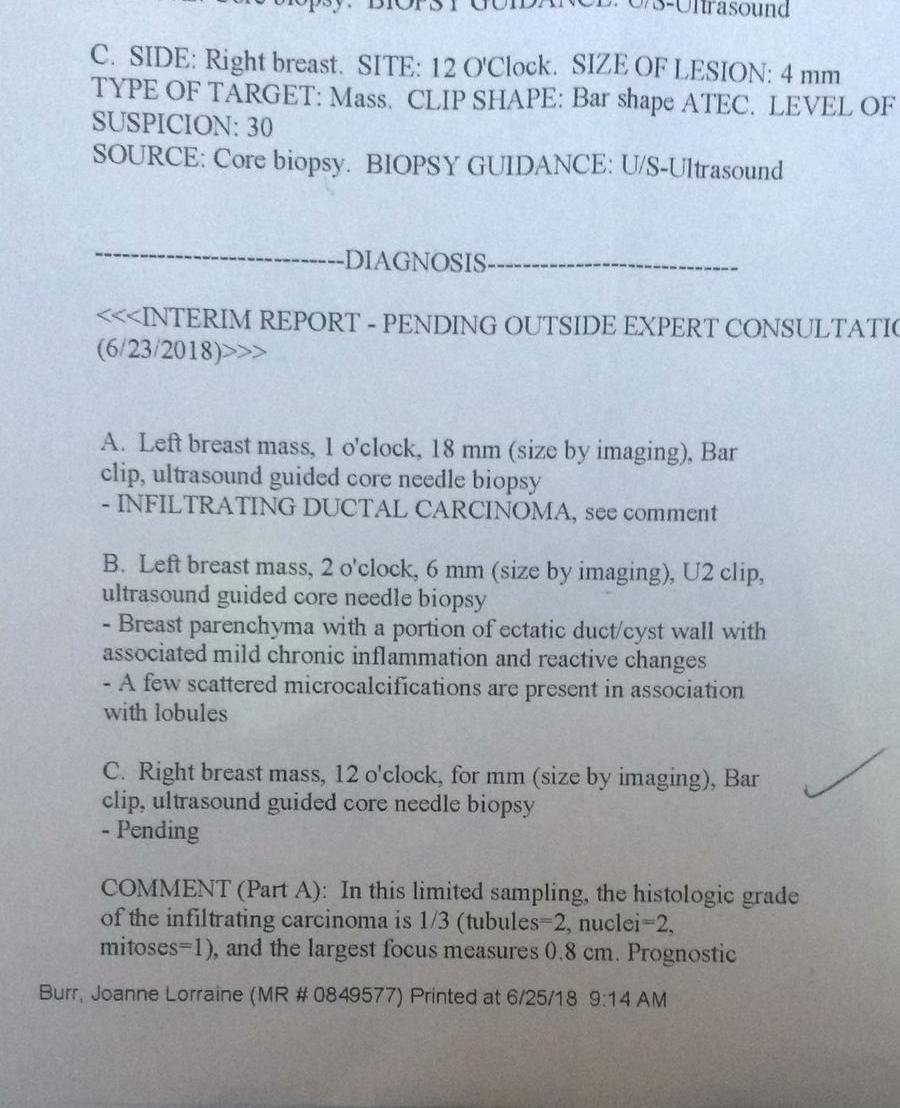 biopsy. BIOPSY GUIDANCE: U/S-Ultrasound
C. SIDE: Right breast. SITE: 12 O'Clock. SIZE OF LESION: 4 mm
TYPE OF TARGET: Mass. CLIP SHAPE: Bar shape ATEC. LEVEL OF
SUSPICION: 30
SOURCE: Core biopsy. BIOPSY GUIDANCE: U/S-Ultrasound
----------------------------DIAGNOSIS----------------------------
<<<INTERIM REPORT - PENDING OUTSIDE EXPERT CONSULTATIO
(6/23/2018)>>>
A. Left breast mass, 1 o'clock, 18 mm (size by imaging), Bar
clip, ultrasound guided core needle biopsy
- INFILTRATING DUCTAL CARCINOMA, see comment
B. Left breast mass, 2 o'clock, 6 mm (size by imaging), U2 clip,
ultrasound guided core needle biopsy
- Breast parenchyma with a portion of ectatic duct/cyst wall with
associated mild chronic inflammation and reactive changes
- A few scattered microcalcifications are present in association
with lobules
C. Right breast mass, 12 o'clock, for mm (size by imaging), Bar
clip, ultrasound guided core needle biopsy
- Pending
COMMENT (Part A): In this limited sampling, the histologic grade
of the infiltrating carcinoma is 1/3 (tubules=2, nuclei=2,
mitoses=1), and the largest focus measures 0.8 cm. Prognostic
Burr, Joanne Lorraine (MR # 0849577) Printed at 6/25/18 9:14 AM